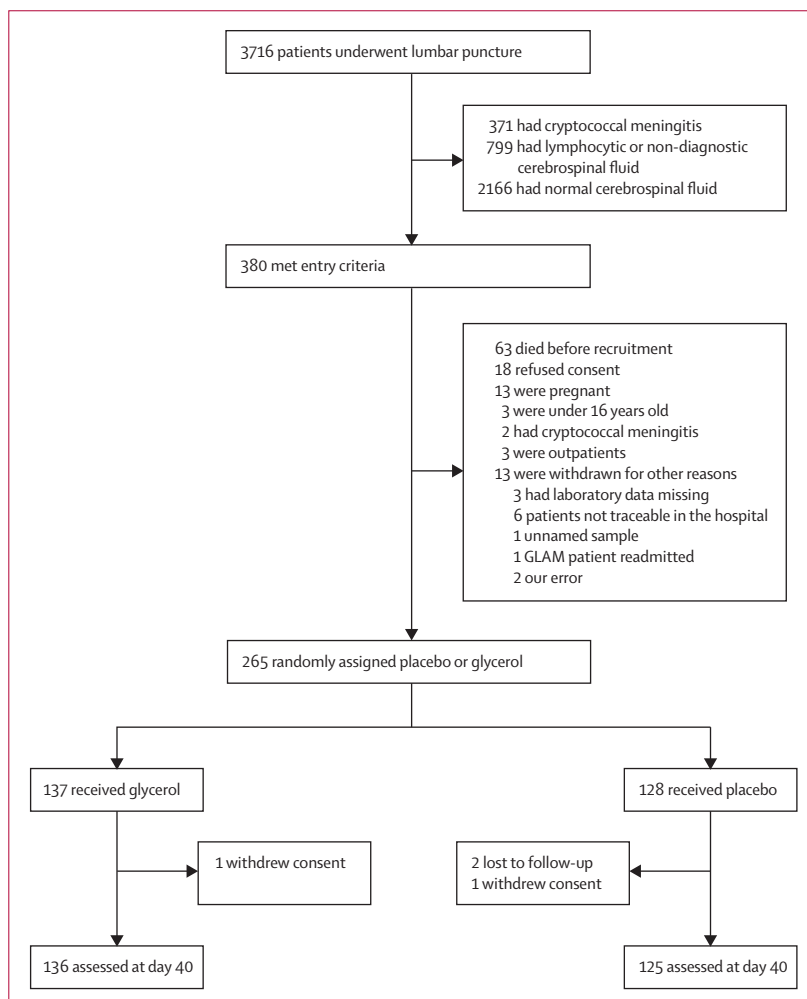 3716 patients underwent lumbar puncture
371 had cryptococcal meningitis
799 had lymphocytic or non-diagnostic
cerebrospinal fluid
2166 had normal cerebrospinal fluid
380 met entry criteria
63 died before recruitment
18 refused consent
13 were pregnant
3 were under 16 years old
2 had cryptococcal meningitis
3 were outpatients
13 were withdrawn for other reasons
3 had laboratory data missing
6 patients not traceable in the hospital
1 unnamed sample
1 GLAM patient readmitted
2 our error
265 randomly assigned placebo or glycerol
137 received glycerol
128 received placebo
1 withdrew consent
2 lost to follow-up
1 withdrew consent
136 assessed at day 40
125 assessed at day 40